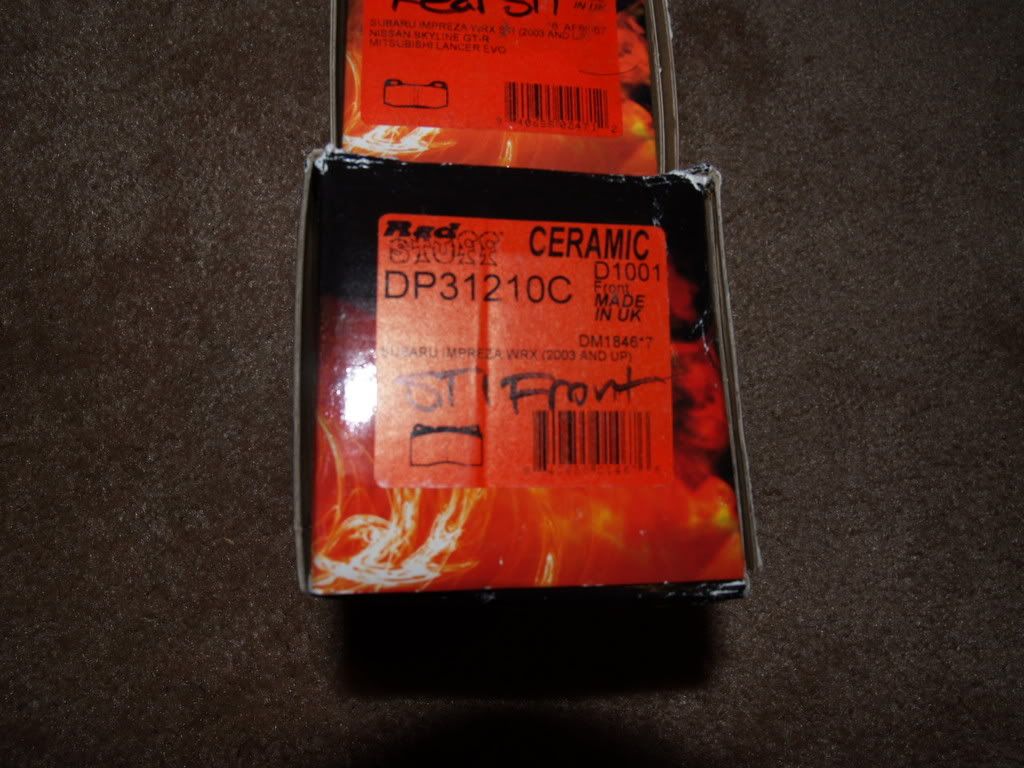 Rear STI
IN UK
SUBARU IMPREZA WRX STI (2003 AND UP)
NISSAN SKYLINE GT-R
MITSUBISHI LANCER EVO
Red STUFF
CERAMIC
DP31210C
D1001
Front
MADE
IN UK
DM1846*7
SUBARU IMPREZA WRX (2003 AND UP)
STI Front